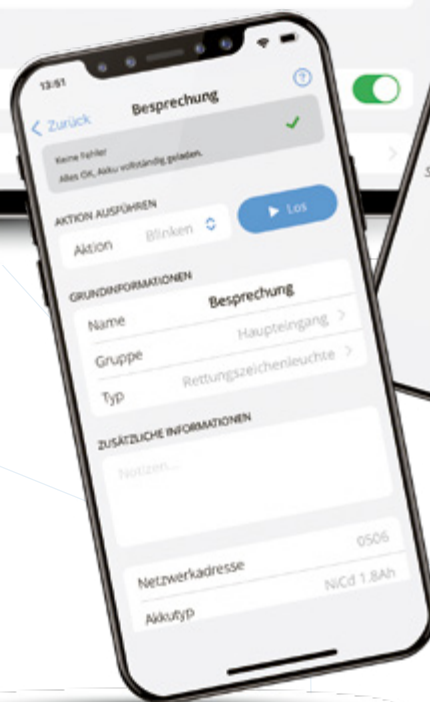 13:51
Zurück
Besprechung
Keine Fehler
Alles OK, Akku vollständig geladen.
AKTION AUSFÜHREN
Aktion Blinken Los
GRUNDINFORMATIONEN
Name Besprechung
Gruppe Haupteingang
Typ Rettungszeichenleuchte
ZUSÄTZLICHE INFORMATIONEN
Notizen...
Netzwerkadresse 0506
Akkutyp NiCd 1.8Ah